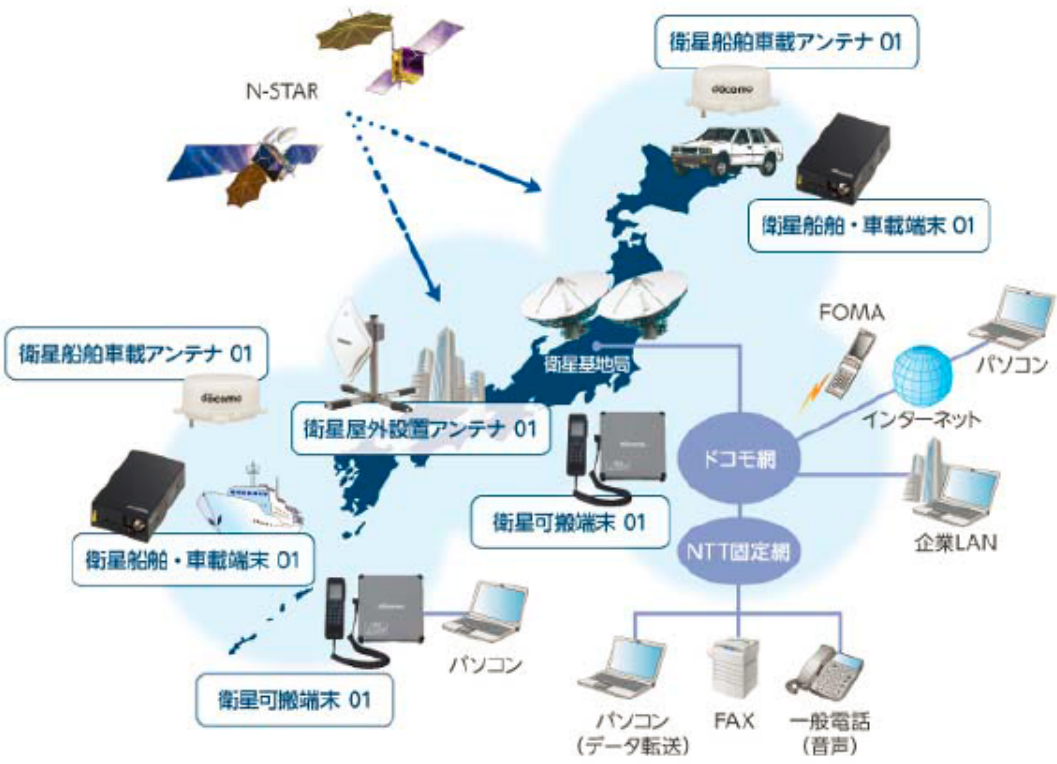 衛星船舶車載アンテナ 01
N-STAR
döcomo
衛星船舶・車載端末 01
FOMA
パソコン
衛星基地局
インターネット
衛星船舶車載アンテナ 01
döcomo
衛星屋外設置アンテナ 01
ドコモ網
衛星可搬端末 01
企業LAN
NTT固定網
衛星船舶・車載端末 01
döcomo
パソコン
衛星可搬端末 01
パソコン
(データ転送)
FAX
一般電話
(音声)